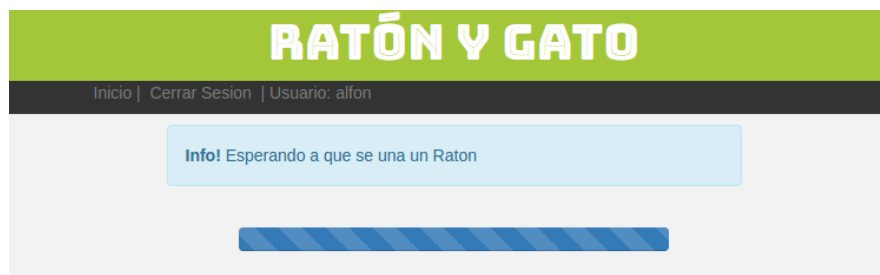 RATÓN Y GATO
Inicio | Cerrar Sesion | Usuario: alfon
Info! Esperando a que se una un Raton